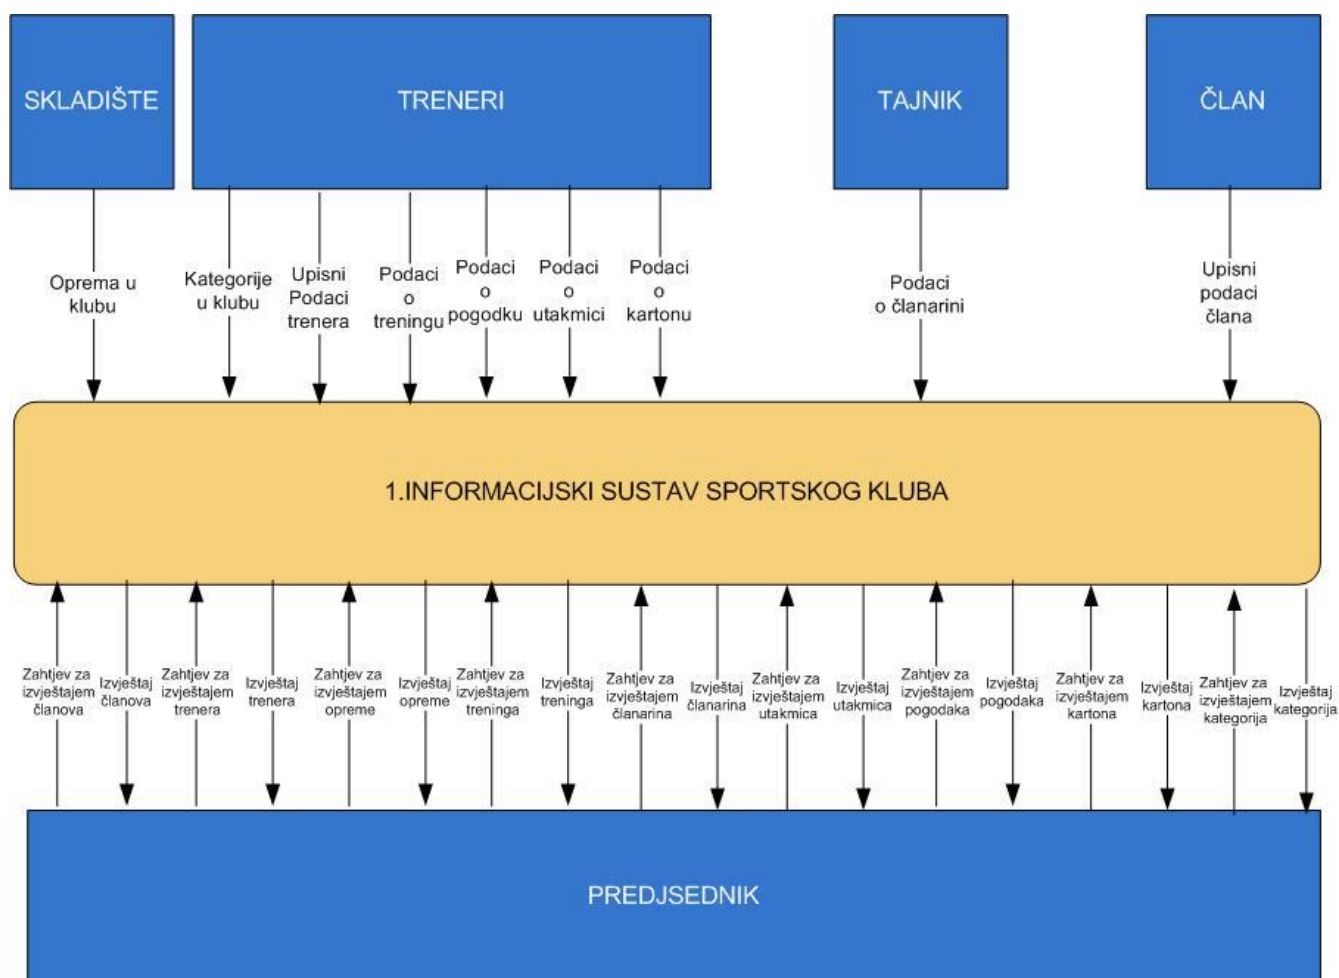 SKLADIŠTE
TRENERI
TAJNIK
ČLAN
Oprema u
klubu
Kategorije
u klubu
Upisni
Podaci
trenera
Podaci
o
treningu
Podaci
o
pogodku
Podaci
o
utakmici
Podaci
o
kartonu
Podaci
o članarini
Upisni
podaci
člana
1.INFORMACIJSKI SUSTAV SPORTSKOG KLUBA
Zahtjev za
izvještajem
članova
Izvještaj
članova
Zahtjev za
izvještajem
trenera
Izvještaj
trenera
Zahtjev za
izvještajem
opreme
Izvještaj
opreme
Zahtjev za
izvještajem
treninga
Izvještaj
treninga
Zahtjev za
izvještajem
članarina
Izvještaj
članarina
Zahtjev za
izvještajem
utakmica
Izvještaj
utakmica
Zahtjev za
izvještajem
pogodaka
Izvještaj
pogodaka
Zahtjev za
izvještajem
kartona
Izvještaj
kartona
Zahtjev za
izvještajem
kategorija
Izvještaj
kategorija
PREDJSEDNIK